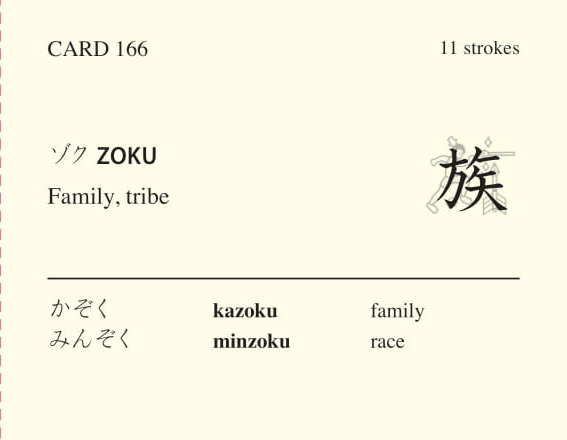 CARD 166 11 strokes
ゾク ZOKU
Family, tribe
族
かぞく kazoku family
みんぞく minzoku race